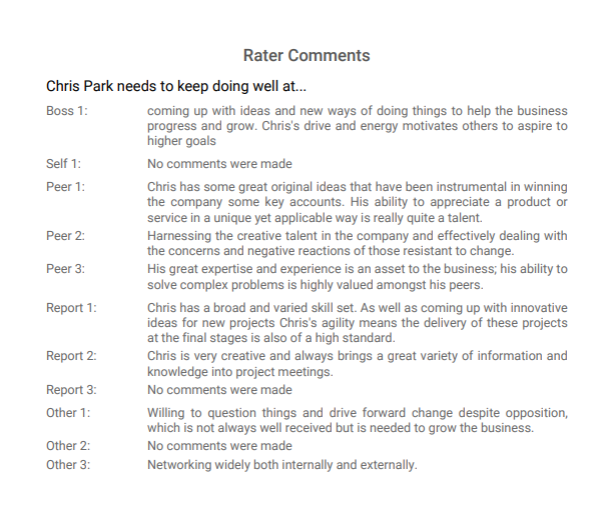 Rater Comments
Chris Park needs to keep doing well at...
Boss 1: coming up with ideas and new ways of doing things to help the business
progress and grow. Chris's drive and energy motivates others to aspire to
higher goals
Self 1: No comments were made
Peer 1: Chris has some great original ideas that have been instrumental in winning
the company some key accounts. His ability to appreciate a product or
service in a unique yet applicable way is really quite a talent.
Peer 2: Harnessing the creative talent in the company and effectively dealing with
the concerns and negative reactions of those resistant to change.
Peer 3: His great expertise and experience is an asset to the business; his ability to
solve complex problems is highly valued amongst his peers.
Report 1: Chris has a broad and varied skill set. As well as coming up with innovative
ideas for new projects Chris's agility means the delivery of these projects
at the final stages is also of a high standard.
Report 2: Chris is very creative and always brings a great variety of information and
knowledge into project meetings.
Report 3: No comments were made
Other 1: Willing to question things and drive forward change despite opposition,
which is not always well received but is needed to grow the business.
Other 2: No comments were made
Other 3: Networking widely both internally and externally.